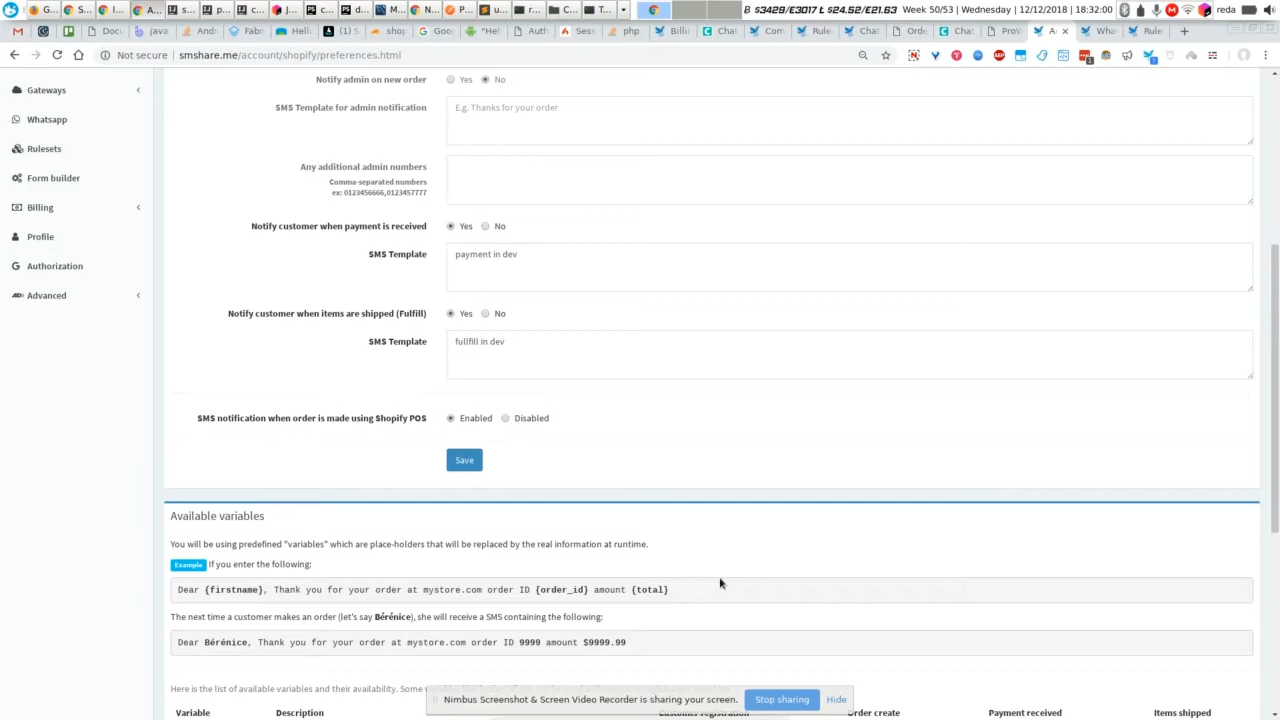 B $3429/€3017 L $24.52/€21.63 Week 50/53 | Wednesday | 12/12/2018 | 18:32:00 reda
Not secure | smshare.me/account/shopify/preferences.html
Notify admin on new order Yes No
Gateways
SMS Template for admin notification E.g. Thanks for your order
Whatsapp
Rulesets
Any additional admin numbers
Form builder
Comma-separated numbers
ex: 0123456666,0123457777
Billing
Notify customer when payment is received Yes No
Profile
SMS Template payment in dev
Authorization
Advanced
Notify customer when items are shipped (Fulfill) Yes No
SMS Template fullfill in dev
SMS notification when order is made using Shopify POS Enabled Disabled
Save
Available variables
You will be using predefined "variables" which are place-holders that will be replaced by the real information at runtime.
Example If you enter the following:
Dear {firstname}, Thank you for your order at mystore.com order ID {order_id} amount {total}
The next time a customer makes an order (let's say Bérénice), she will receive a SMS containing the following:
Dear Bérénice, Thank you for your order at mystore.com order ID 9999 amount $9999.99
Here is the list of available variables and their availability. Some
Nimbus Screenshot & Screen Video Recorder is sharing your screen. Stop sharing Hide
Variable Description Customer registration Order create Payment received Items shipped